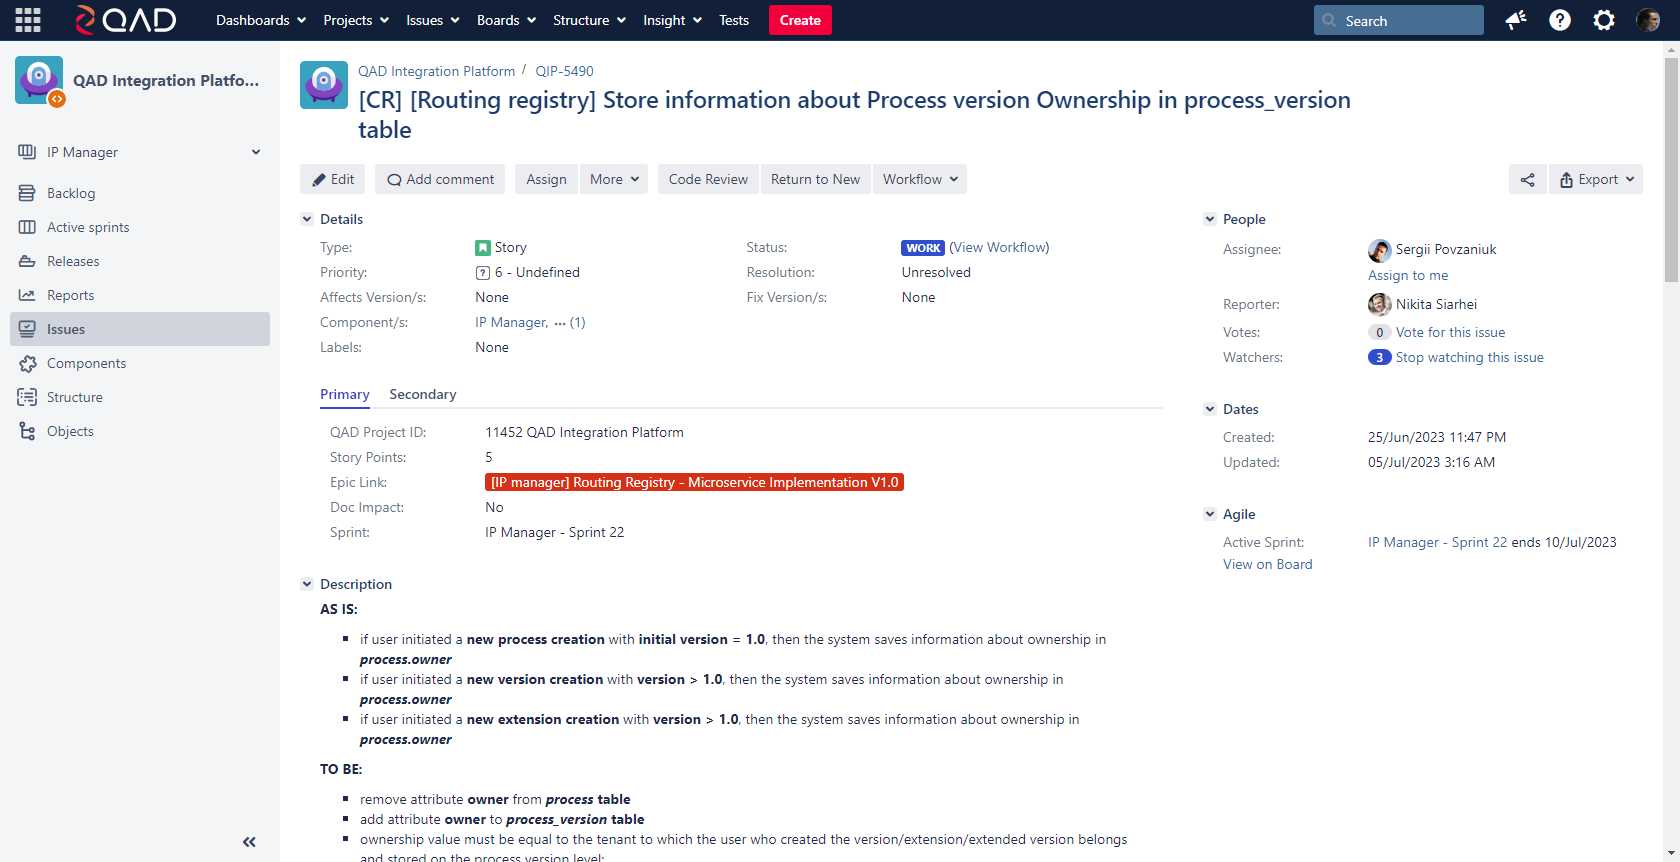 QAD
Dashboards
Projects
Issues
Boards
Structure
Insight
Tests
Create
Search
QAD Integration Platfo...
IP Manager
Backlog
Active sprints
Releases
Reports
Issues
Components
Structure
Objects
QAD Integration Platform / QIP-5490
[CR] [Routing registry] Store information about Process version Ownership in process_version
table
Edit
Add comment
Assign
More
Code Review
Return to New
Workflow
Export
Details
Type: Story
Status: WORK (View Workflow)
Priority: 6 - Undefined
Resolution: Unresolved
Affects Version/s: None
Fix Version/s: None
Component/s: IP Manager, ... (1)
Labels: None
Primary
Secondary
QAD Project ID: 11452 QAD Integration Platform
Story Points: 5
Epic Link: [IP manager] Routing Registry - Microservice Implementation V1.0
Doc Impact: No
Sprint: IP Manager - Sprint 22
Description
AS IS:
if user initiated a new process creation with initial version = 1.0, then the system saves information about ownership in
process.owner
if user initiated a new version creation with version > 1.0, then the system saves information about ownership in
process.owner
if user initiated a new extension creation with version > 1.0, then the system saves information about ownership in
process.owner
TO BE:
remove attribute owner from process table
add attribute owner to process_version table
ownership value must be equal to the tenant to which the user who created the version/extension/extended version belongs
and stored on the process version level:
People
Assignee: Sergii Povzaniuk
Assign to me
Reporter: Nikita Siarhei
Votes: 0 Vote for this issue
Watchers: 3 Stop watching this issue
Dates
Created: 25/Jun/2023 11:47 PM
Updated: 05/Jul/2023 3:16 AM
Agile
Active Sprint: IP Manager - Sprint 22 ends 10/Jul/2023
View on Board